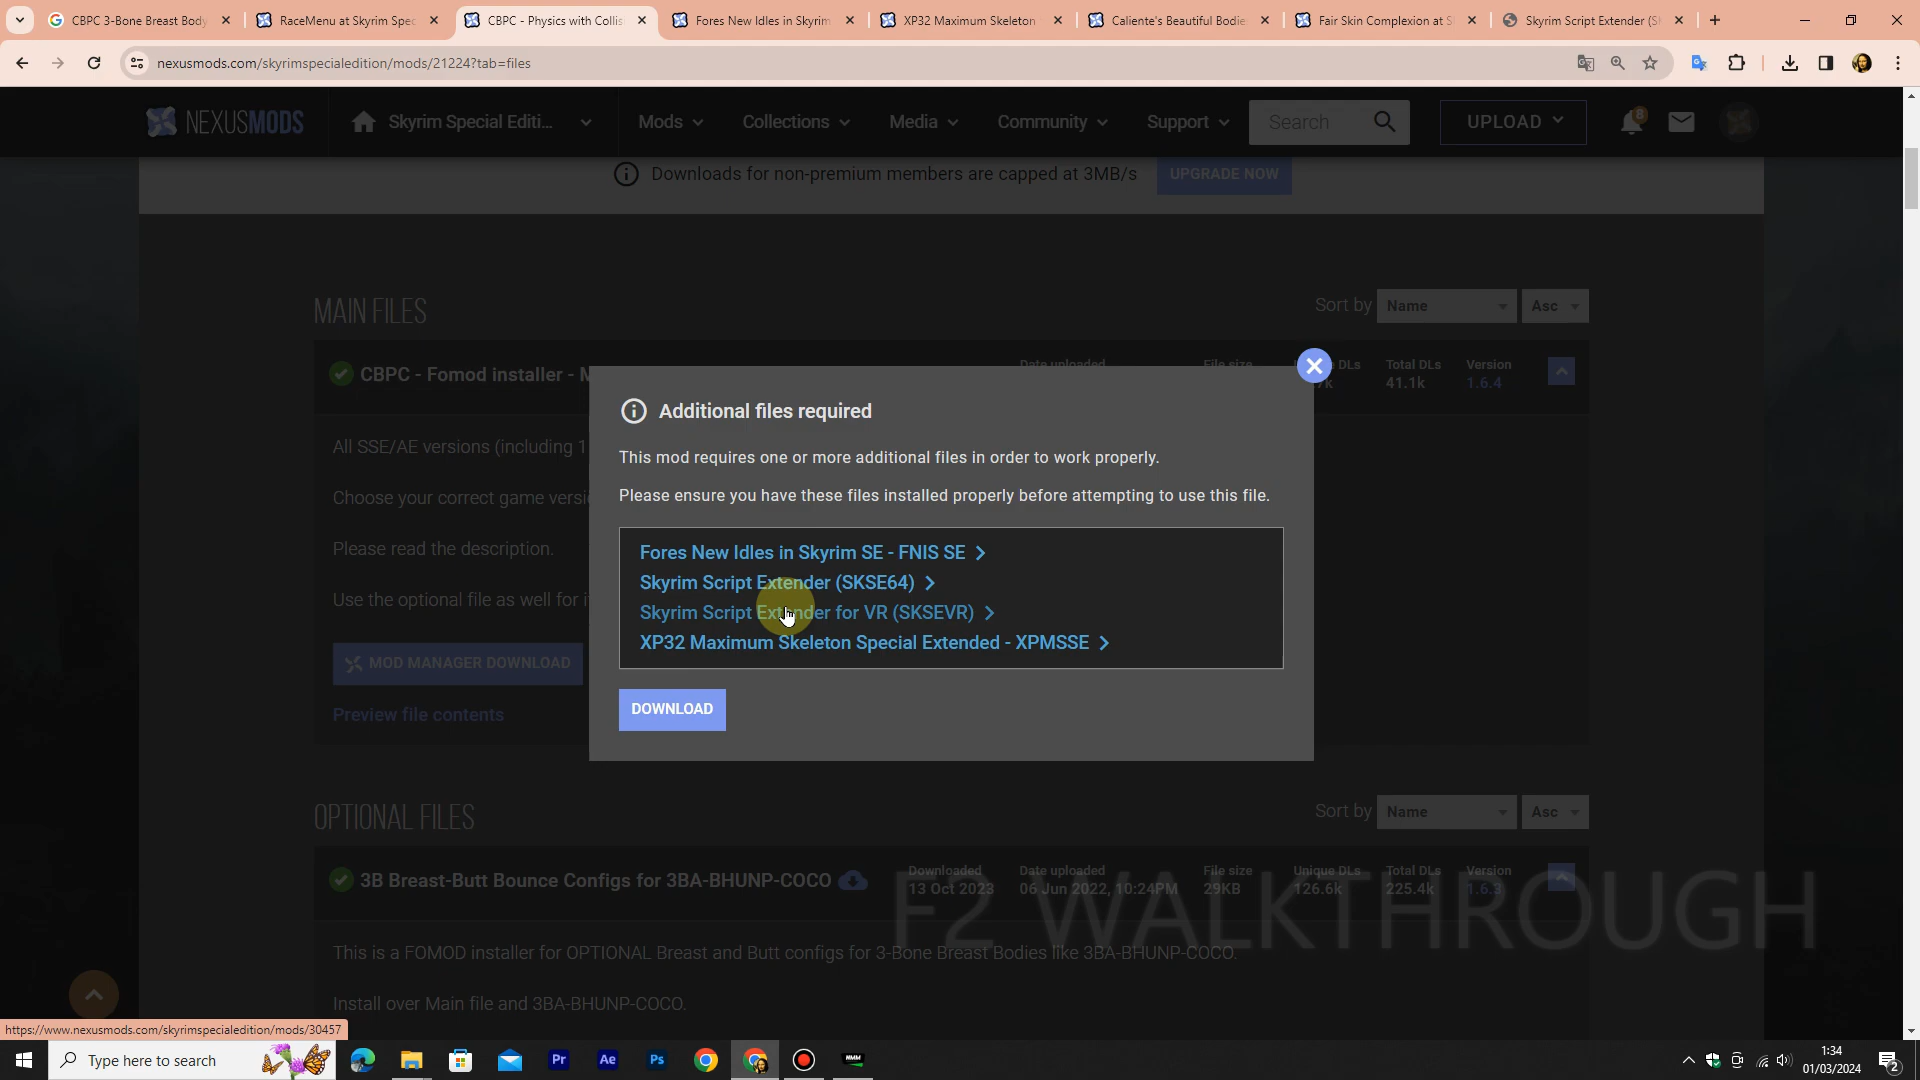 CBPC 3-Bone Breast Body
RaceMenu at Skyrim Spec
CBPC - Physics with Collis
Fores New Idles in Skyrim
XP32 Maximum Skeleton
Caliente's Beautiful Bodie
Fair Skin Complexion at S
Skyrim Script Extender (S
nexusmods.com/skyrimspecialedition/mods/21224?tab=files
NEXUSMODS
Skyrim Special Editi...
Mods
Collections
Media
Community
Support
Search
UPLOAD
8
Downloads for non-premium members are capped at 3MB/s
UPGRADE NOW
MAIN FILES
Sort by
Name
Asc
CBPC - Fomod installer - M
Date uploaded
File size
DLs
7k
Total DLs
41.1k
Version
1.6.4
All SSE/AE versions (including 1
Choose your correct game versi
Please read the description.
Use the optional file as well for i
MOD MANAGER DOWNLOAD
Preview file contents
Additional files required
This mod requires one or more additional files in order to work properly.
Please ensure you have these files installed properly before attempting to use this file.
Fores New Idles in Skyrim SE - FNIS SE
Skyrim Script Extender (SKSE64)
Skyrim Script Extender for VR (SKSEVR)
XP32 Maximum Skeleton Special Extended - XPMSSE
DOWNLOAD
OPTIONAL FILES
Sort by
Name
Asc
3B Breast-Butt Bounce Configs for 3BA-BHUNP-COCO
Downloaded
13 Oct 2023
Date uploaded
06 Jun 2022, 10:24PM
File size
29KB
Unique DLs
126.6k
Total DLs
225.4k
Version
1.6.3
F2 WALKTHROUGH
This is a FOMOD installer for OPTIONAL Breast and Butt configs for 3-Bone Breast Bodies like 3BA-BHUNP-COCO.
Install over Main file and 3BA-BHUNP-COCO.
https://www.nexusmods.com/skyrimspecialedition/mods/30457
Type here to search
Pr
Ae
Ps
NMM
1:34
01/03/2024
2